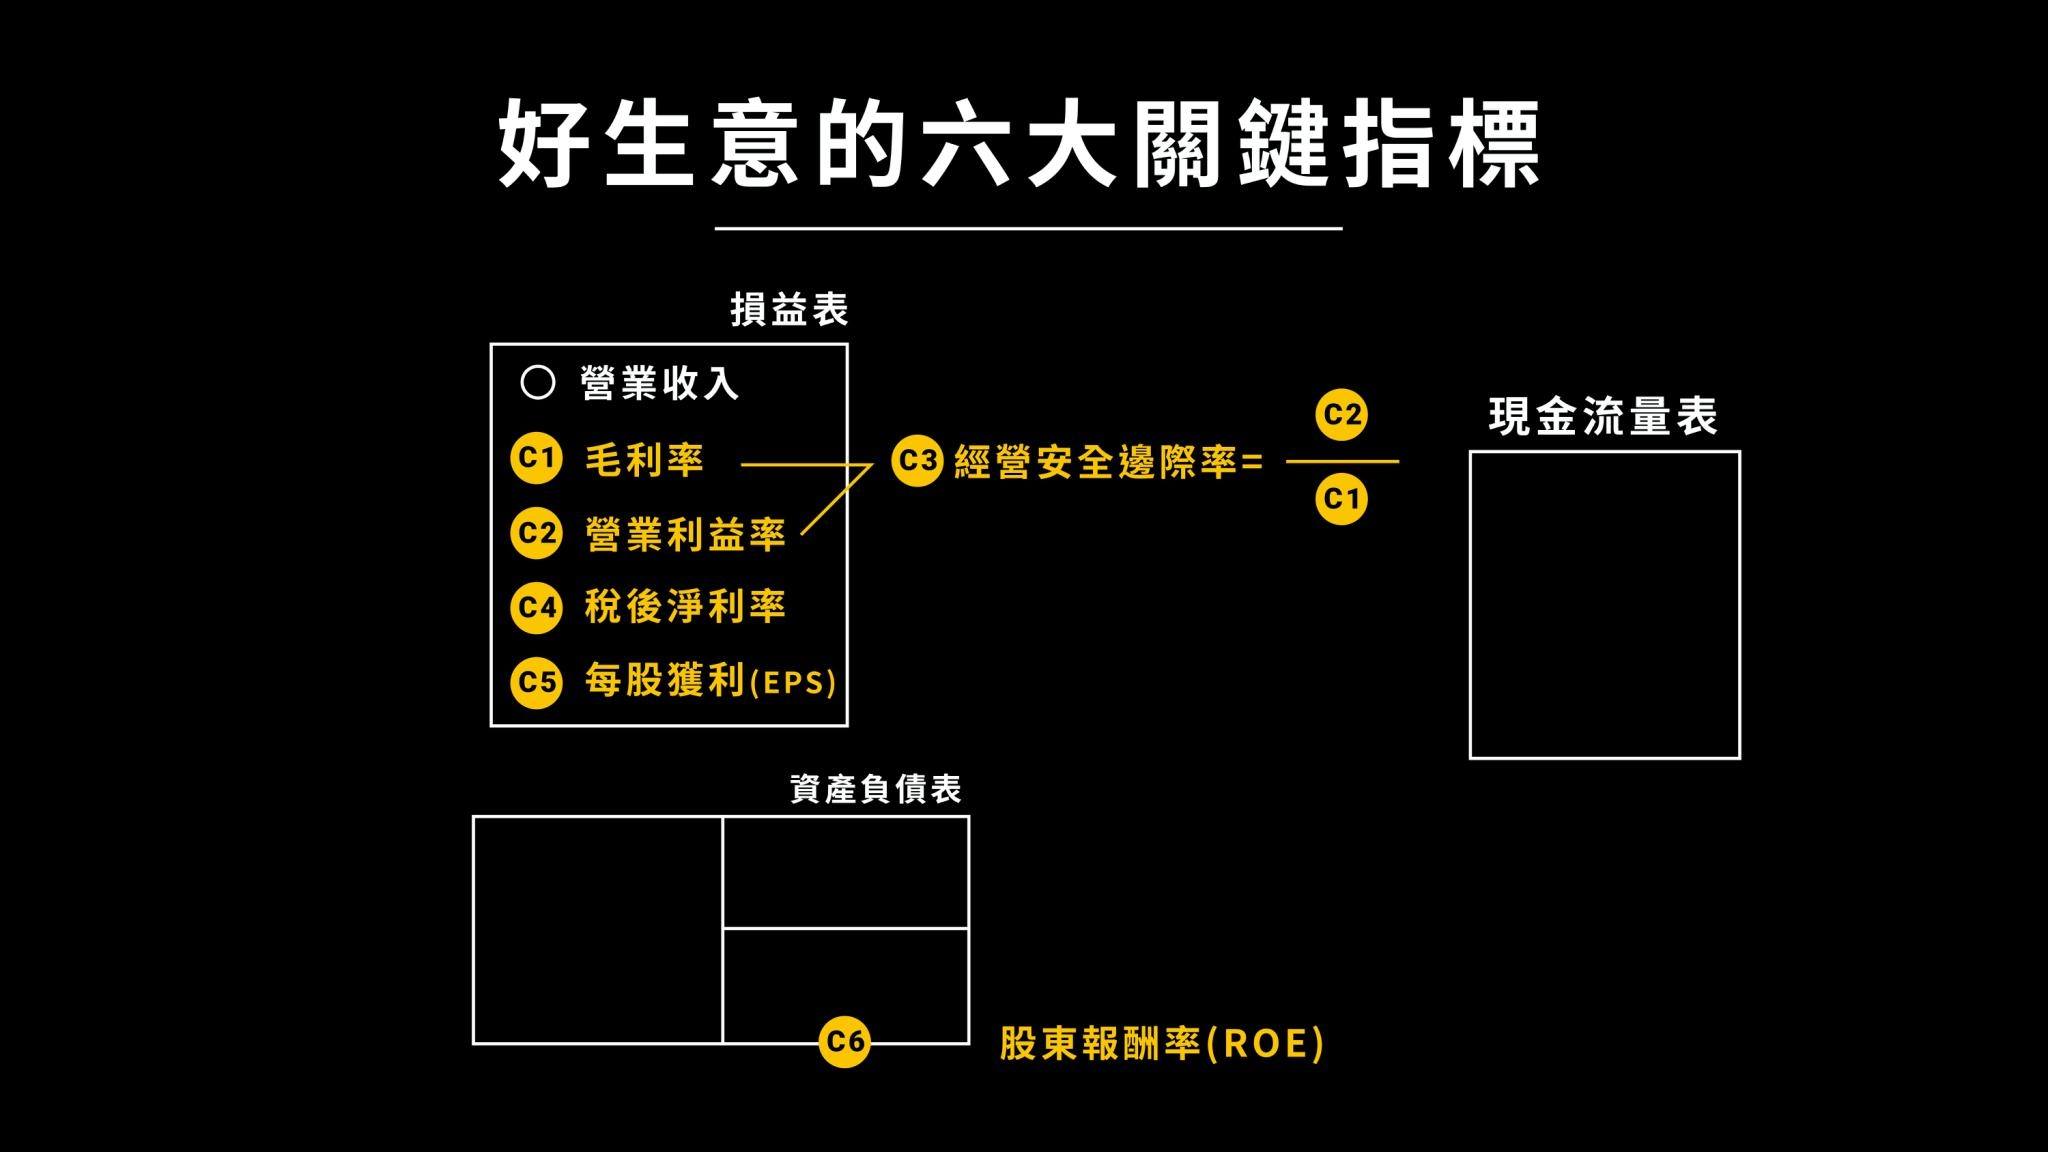 好生意的六大關鍵指標
損益表
營業收入
C1 毛利率
C2 營業利益率
C4 稅後淨利率
C5 每股獲利(EPS)
C3 經營安全邊際率=
C2
C1
現金流量表
資產負債表
C6 股東報酬率(ROE)